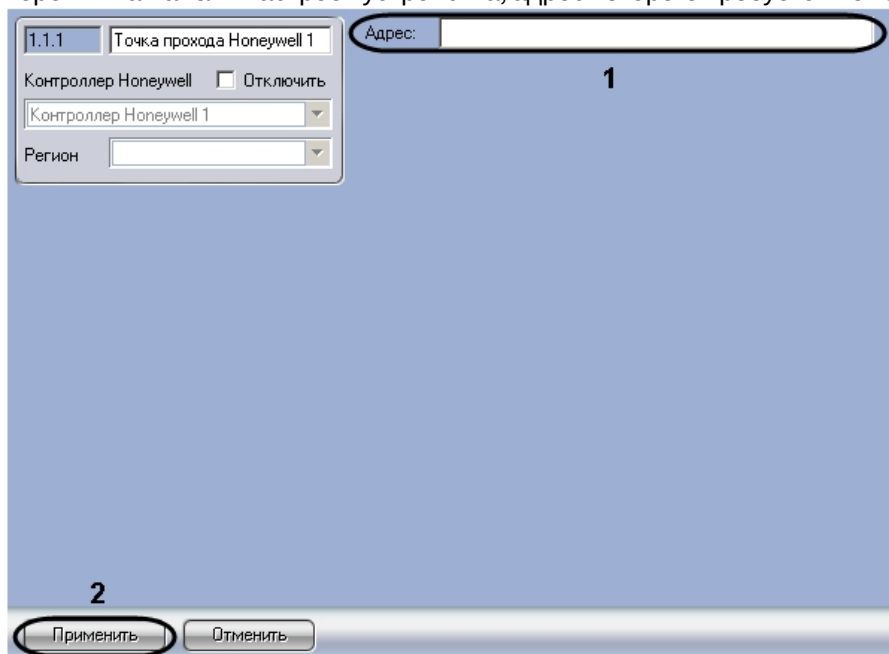 1.1.1 Точка прохода Honeywell 1
Адрес:
1
Контроллер Honeywell Отключить
Контроллер Honeywell 1
Регион
2
Применить Отменить